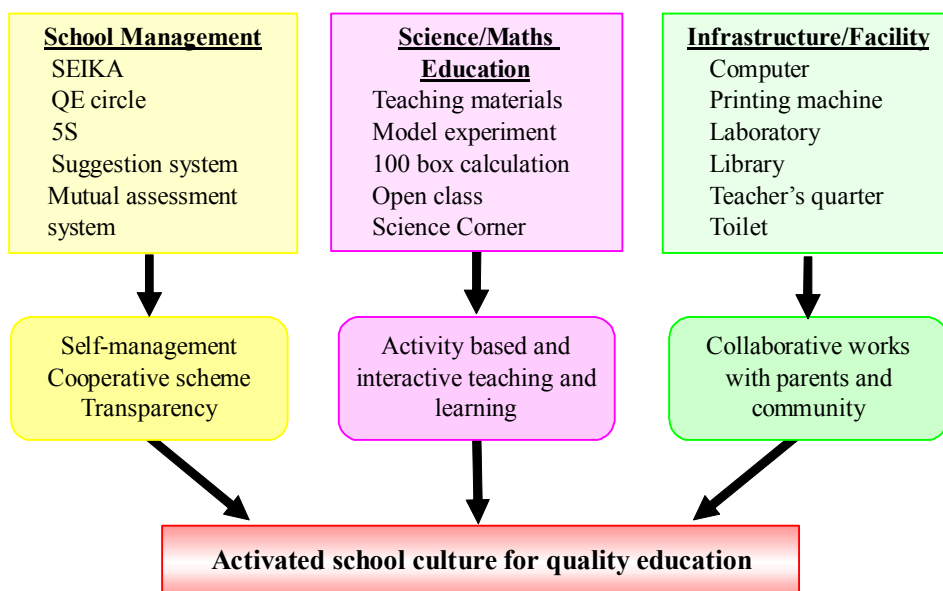 School Management
SEIKA
QE circle
5S
Suggestion system
Mutual assessment
system
Science/Maths
Education
Teaching materials
Model experiment
100 box calculation
Open class
Science Corner
Infrastructure/Facility
Computer
Printing machine
Laboratory
Library
Teacher’s quarter
Toilet
Self-management
Cooperative scheme
Transparency
Activity based and
interactive teaching and
learning
Collaborative works
with parents and
community
Activated school culture for quality education